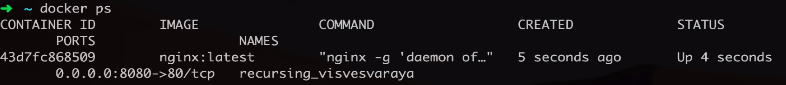 ➜ ~ docker ps
CONTAINER ID IMAGE COMMAND CREATED STATUS
PORTS NAMES
43d7fc868509 nginx:latest "nginx -g 'daemon of…" 5 seconds ago Up 4 seconds
0.0.0.0:8080->80/tcp recursing_visvesvaraya